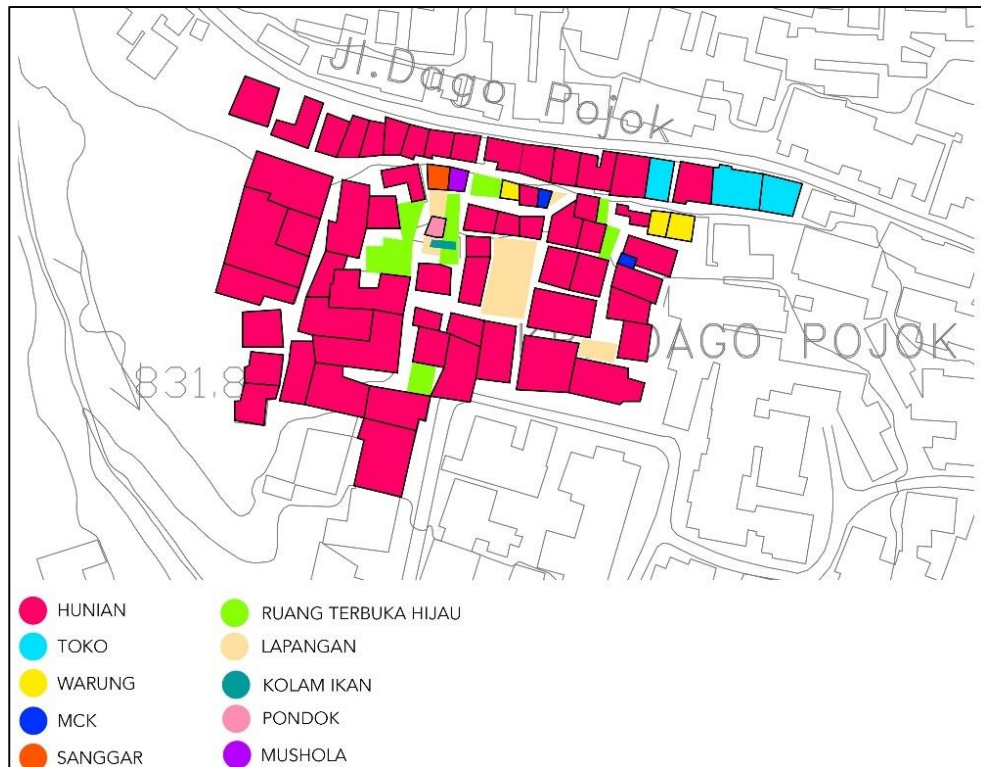 Jl. Dago Pojok
DAGO POJOK
831.8
HUNIAN
TOKO
WARUNG
MCK
SANGGAR
RUANG TERBUKA HIJAU
LAPANGAN
KOLAM IKAN
PONDOK
MUSHOLA